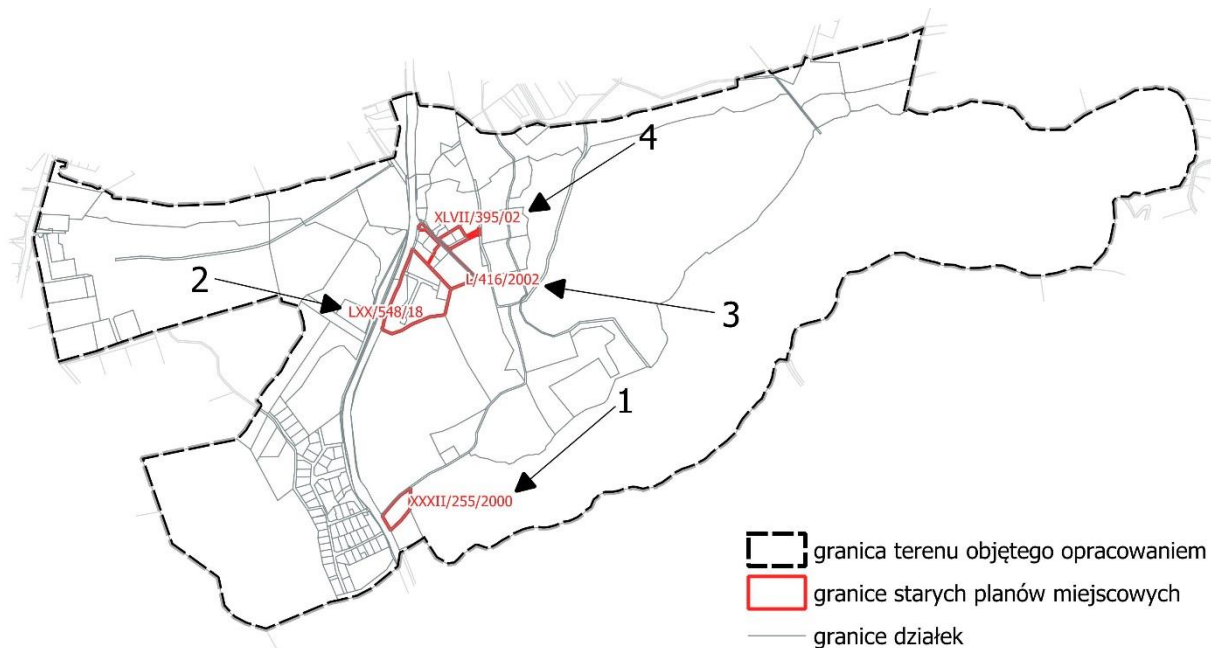 4
XLVII/395/02
2
L/416/2002
LXX/548/18
3
1
XXXII/255/2000
granica terenu objętego opracowaniem
granice starych planów miejscowych
granice działek